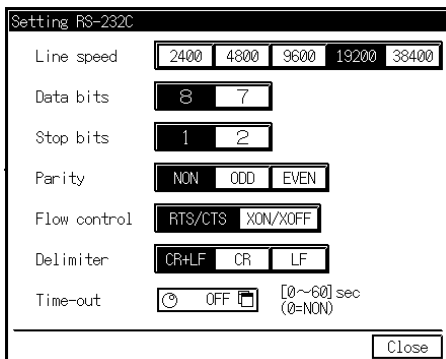 Setting RS-232C
Line speed 2400 4800 9600 19200 38400
Data bits 8 7
Stop bits 1 2
Parity NON ODD EVEN
Flow control RTS/CTS XON/XOFF
Delimiter CR+LF CR LF
Time-out OFF [0～60] sec
(0=NON)
Close